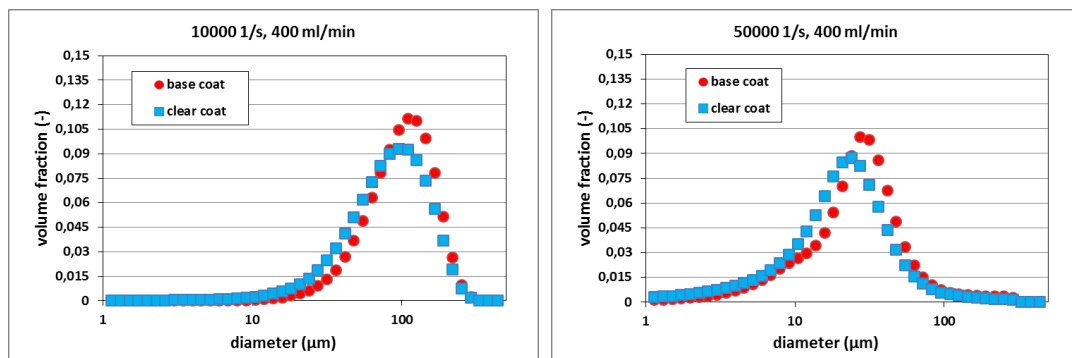 10000 1/s, 400 ml/min
0,15
0,135
0,12
0,105
0,09
0,075
0,06
0,045
0,03
0,015
0
volume fraction (-)
base coat
clear coat
1
10
100
diameter (µm)
50000 1/s, 400 ml/min
0,15
0,135
0,12
0,105
0,09
0,075
0,06
0,045
0,03
0,015
0
volume fraction (-)
base coat
clear coat
1
10
100
diameter (µm)